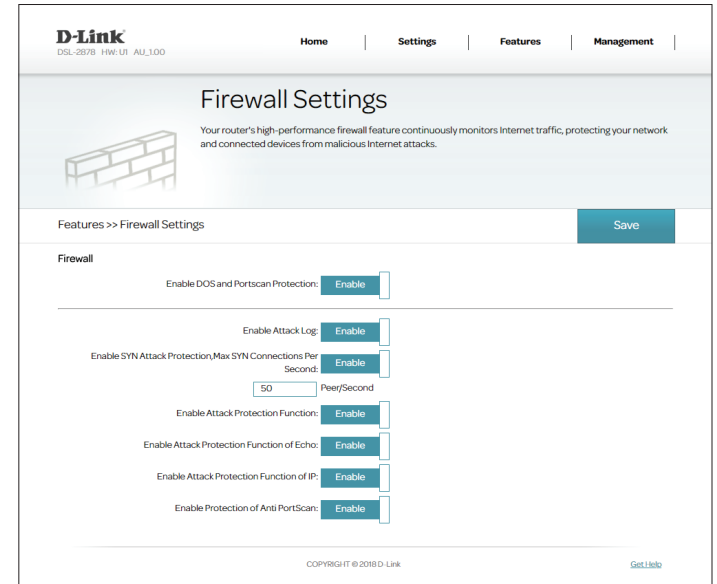 D-Link
DSL-2878 HW: U1 AU_1.00
Home
Settings
Features
Management
Firewall Settings
Your router's high-performance firewall feature continuously monitors Internet traffic, protecting your network
and connected devices from malicious Internet attacks.
Features >> Firewall Settings
Save
Firewall
Enable DOS and Portscan Protection: Enable
Enable Attack Log: Enable
Enable SYN Attack Protection,Max SYN Connections Per
Second: Enable
50 Peer/Second
Enable Attack Protection Function: Enable
Enable Attack Protection Function of Echo: Enable
Enable Attack Protection Function of IP: Enable
Enable Protection of Anti PortScan: Enable
COPYRIGHT © 2018 D-Link
Get Help